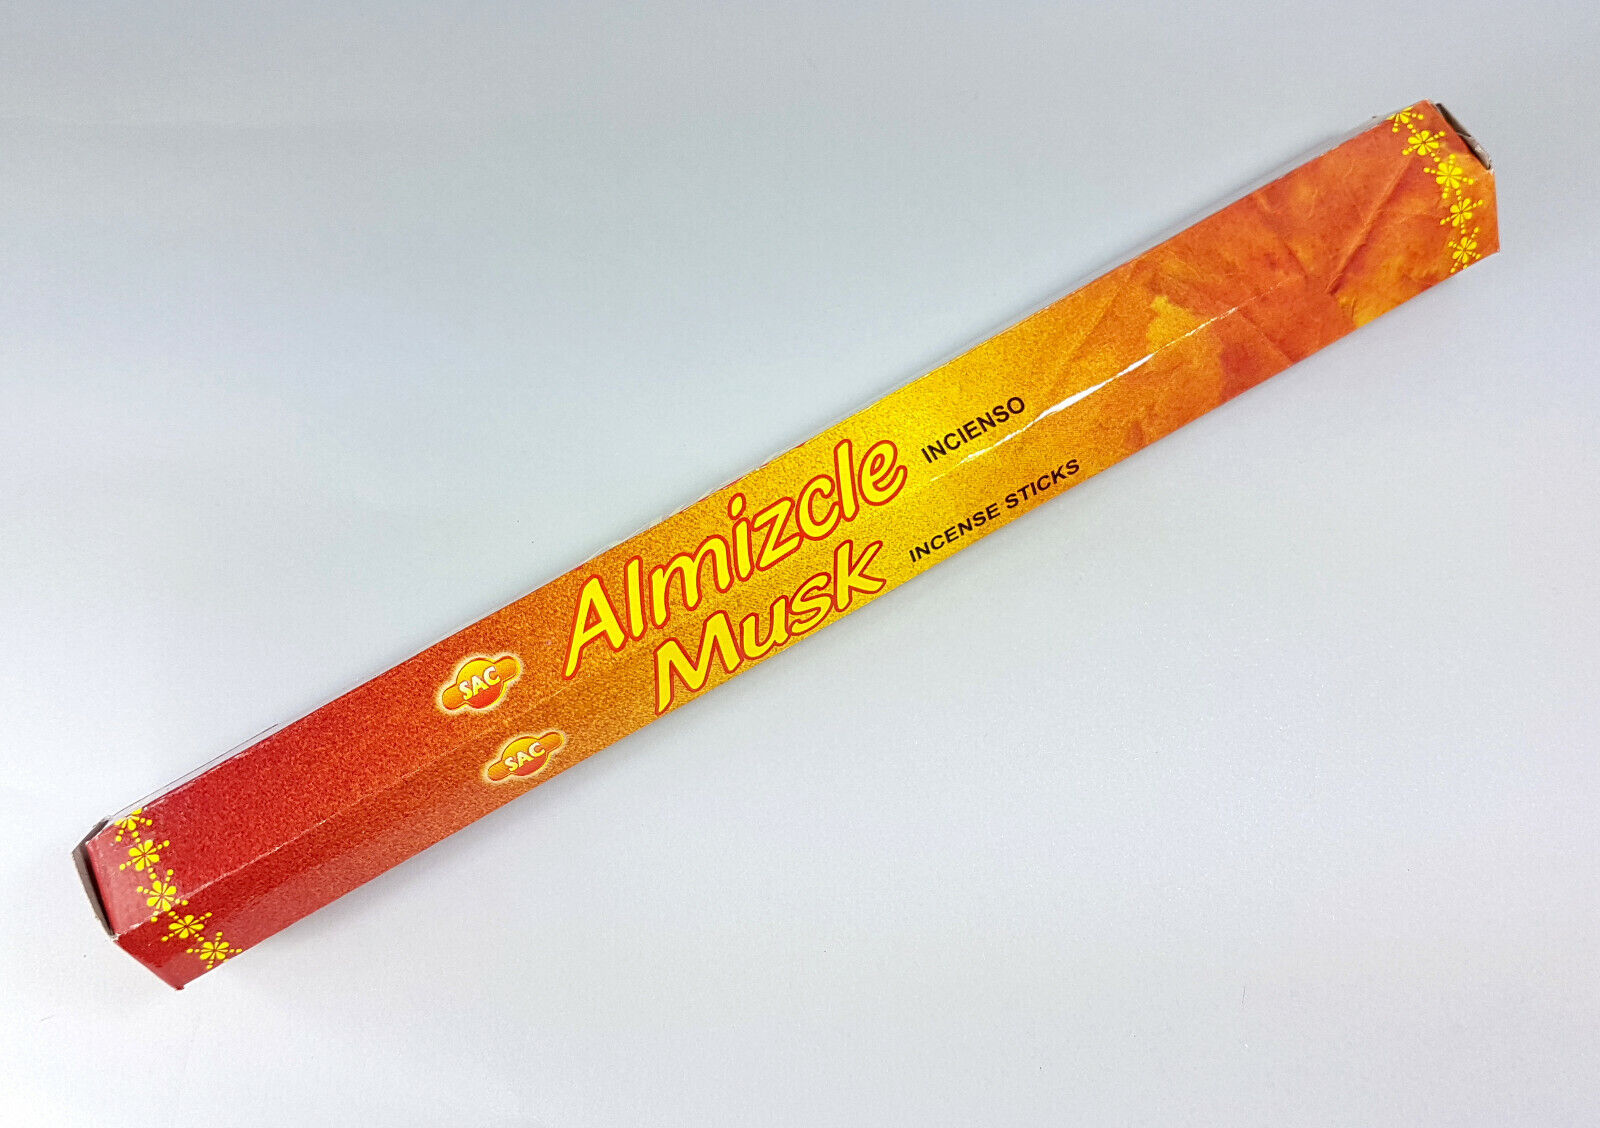 SAC
Almizcle
INCIENSO
SAC
Musk
INCENSE STICKS